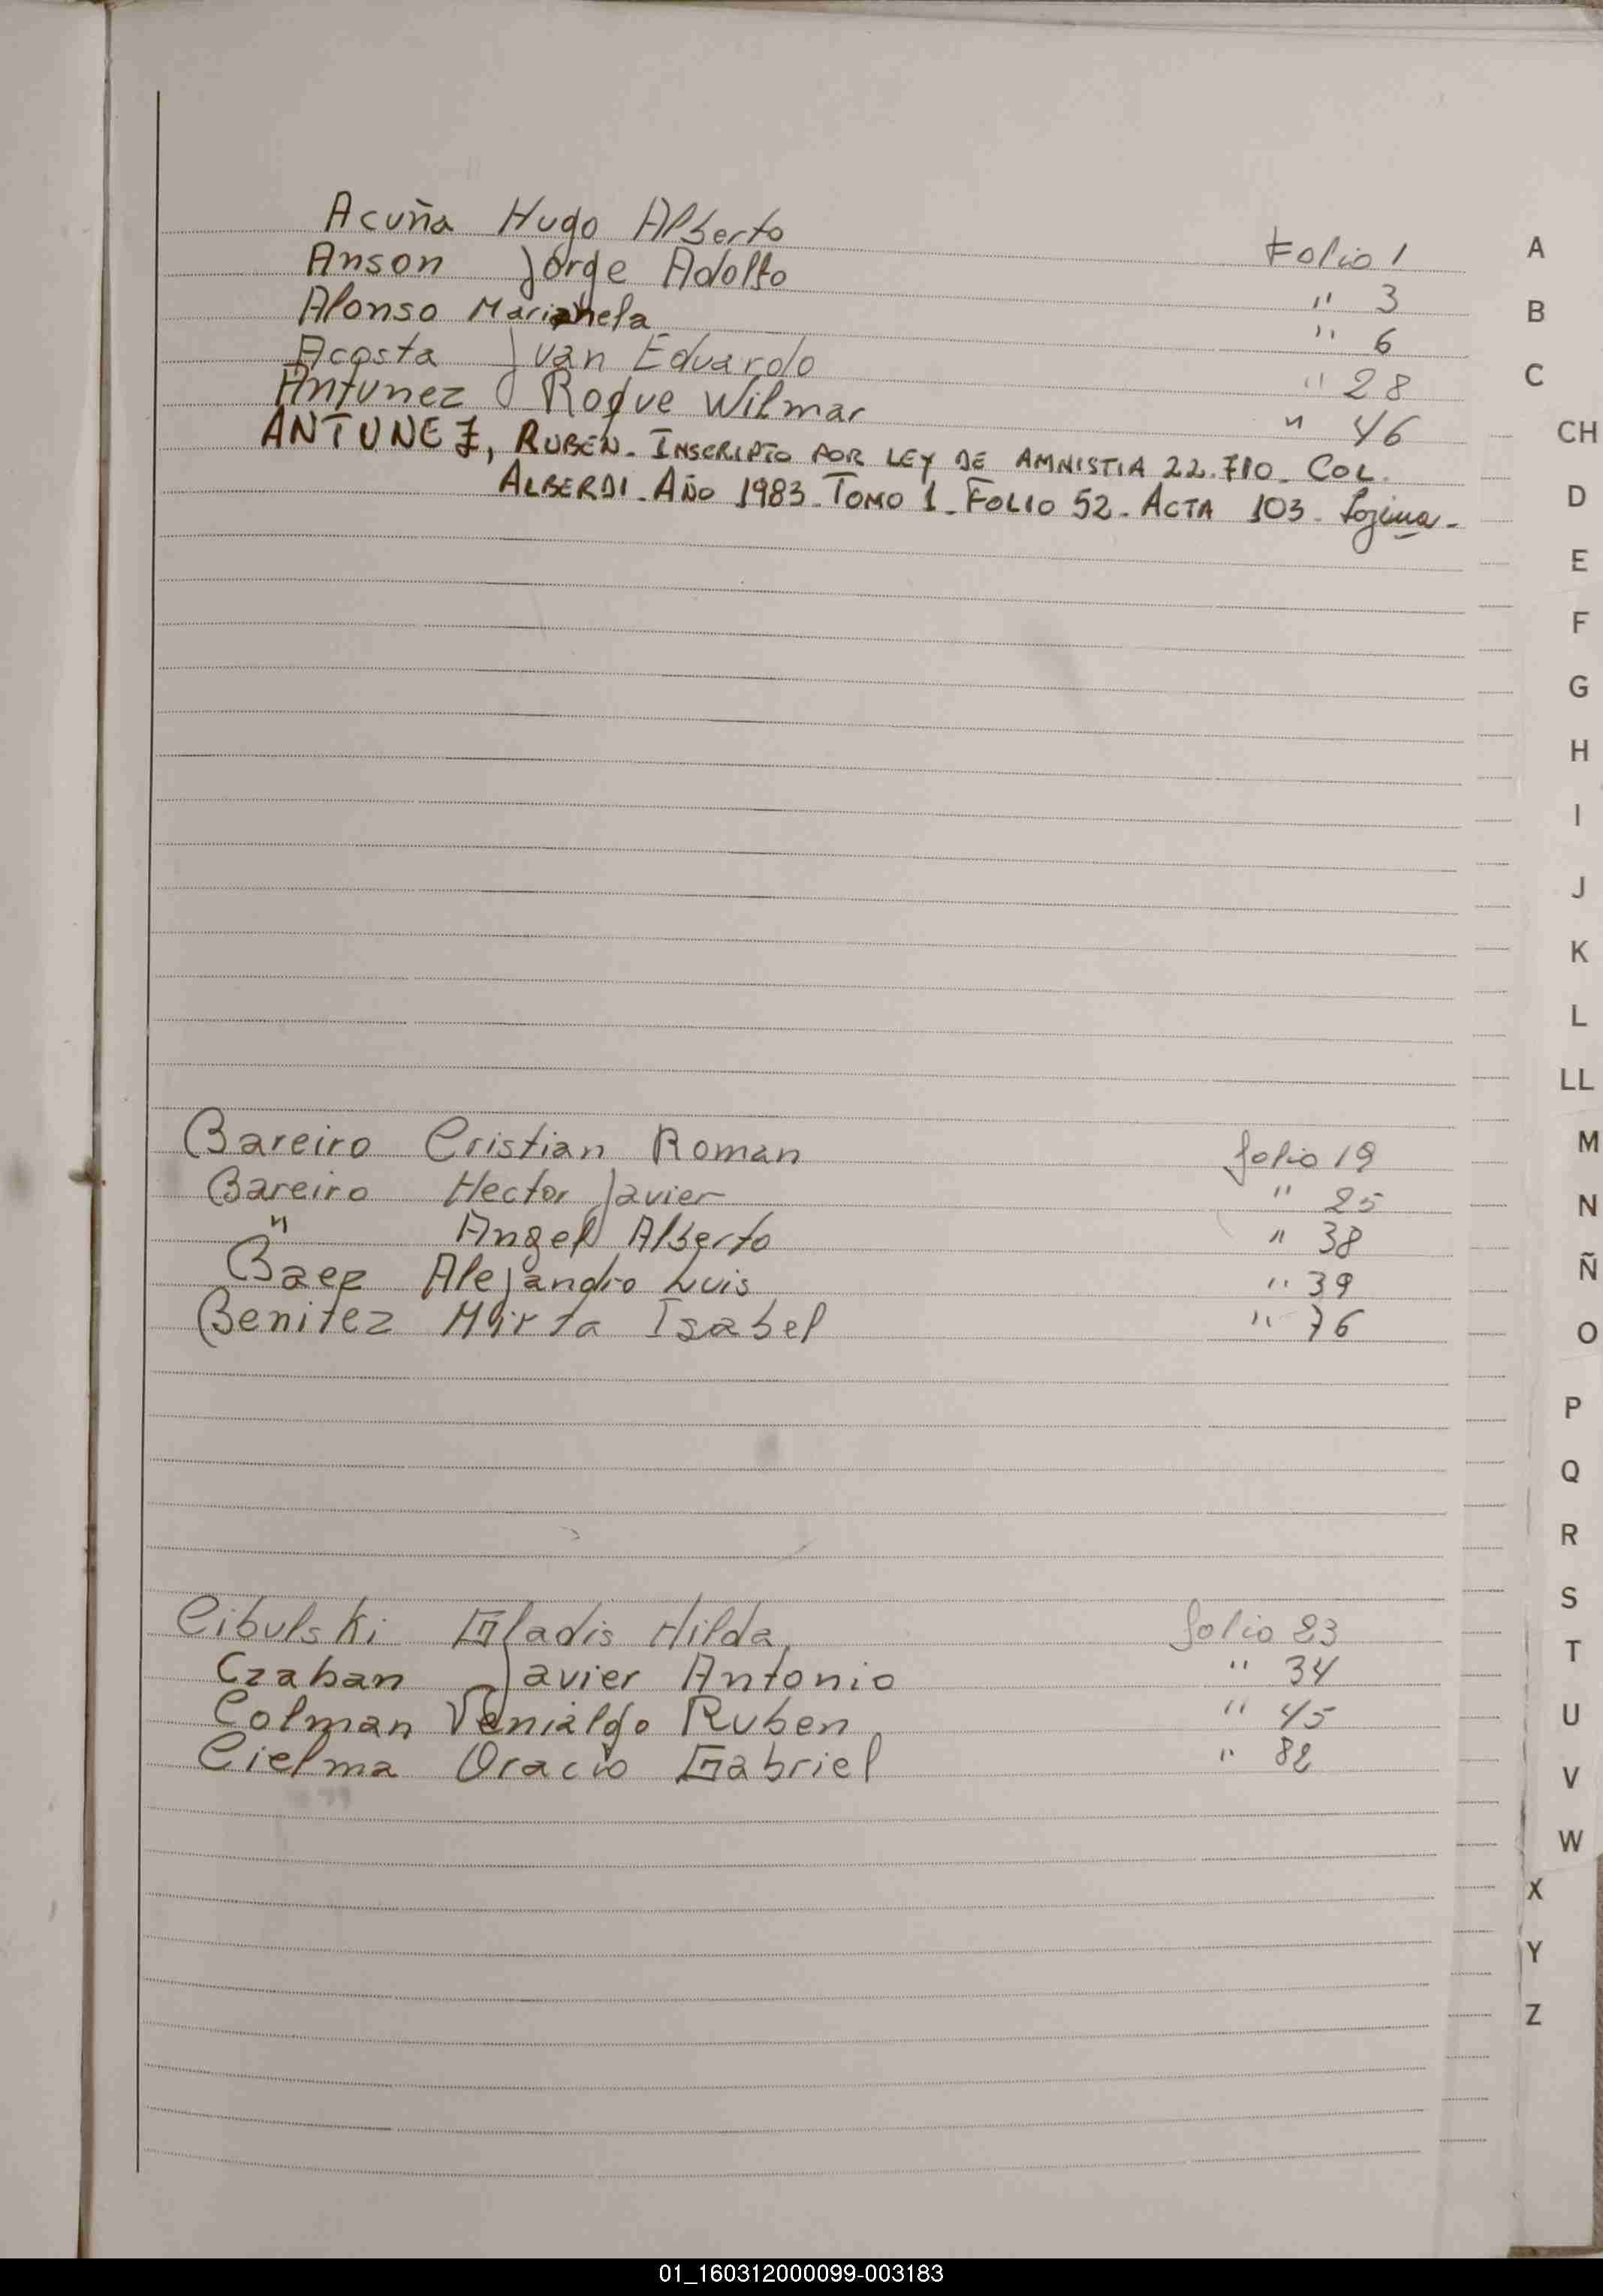 Acuña Hugo Alberto Folio 1
Anson Jorge Adolfo " 3
Alonso Marianela " 6
Acosta Juan Eduardo " 28
Antunez Roque Wilmar " 46
ANTUNEZ, RUBEN. INSCRIPTO POR LEY DE AMNISTIA 22.710. COL.
ALBERDI. AÑO 1983. TOMO 1. FOLIO 52. ACTA 103.
Bareiro Cristian Roman folio 19
Bareiro Hector Javier " 25
" Angel Alberto " 38
Baez Alejandro Luis " 39
Benitez Mirta Isabel " 76
Cibulski Gladis Hilda folio 23
Czaban Javier Antonio " 34
Colman Venialgo Ruben " 45
Cielma Oracio Gabriel " 82
A
B
C
CH
D
E
F
G
H
I
J
K
L
LL
M
N
Ñ
O
P
Q
R
S
T
U
V
W
X
Y
Z
01_160312000099-003183